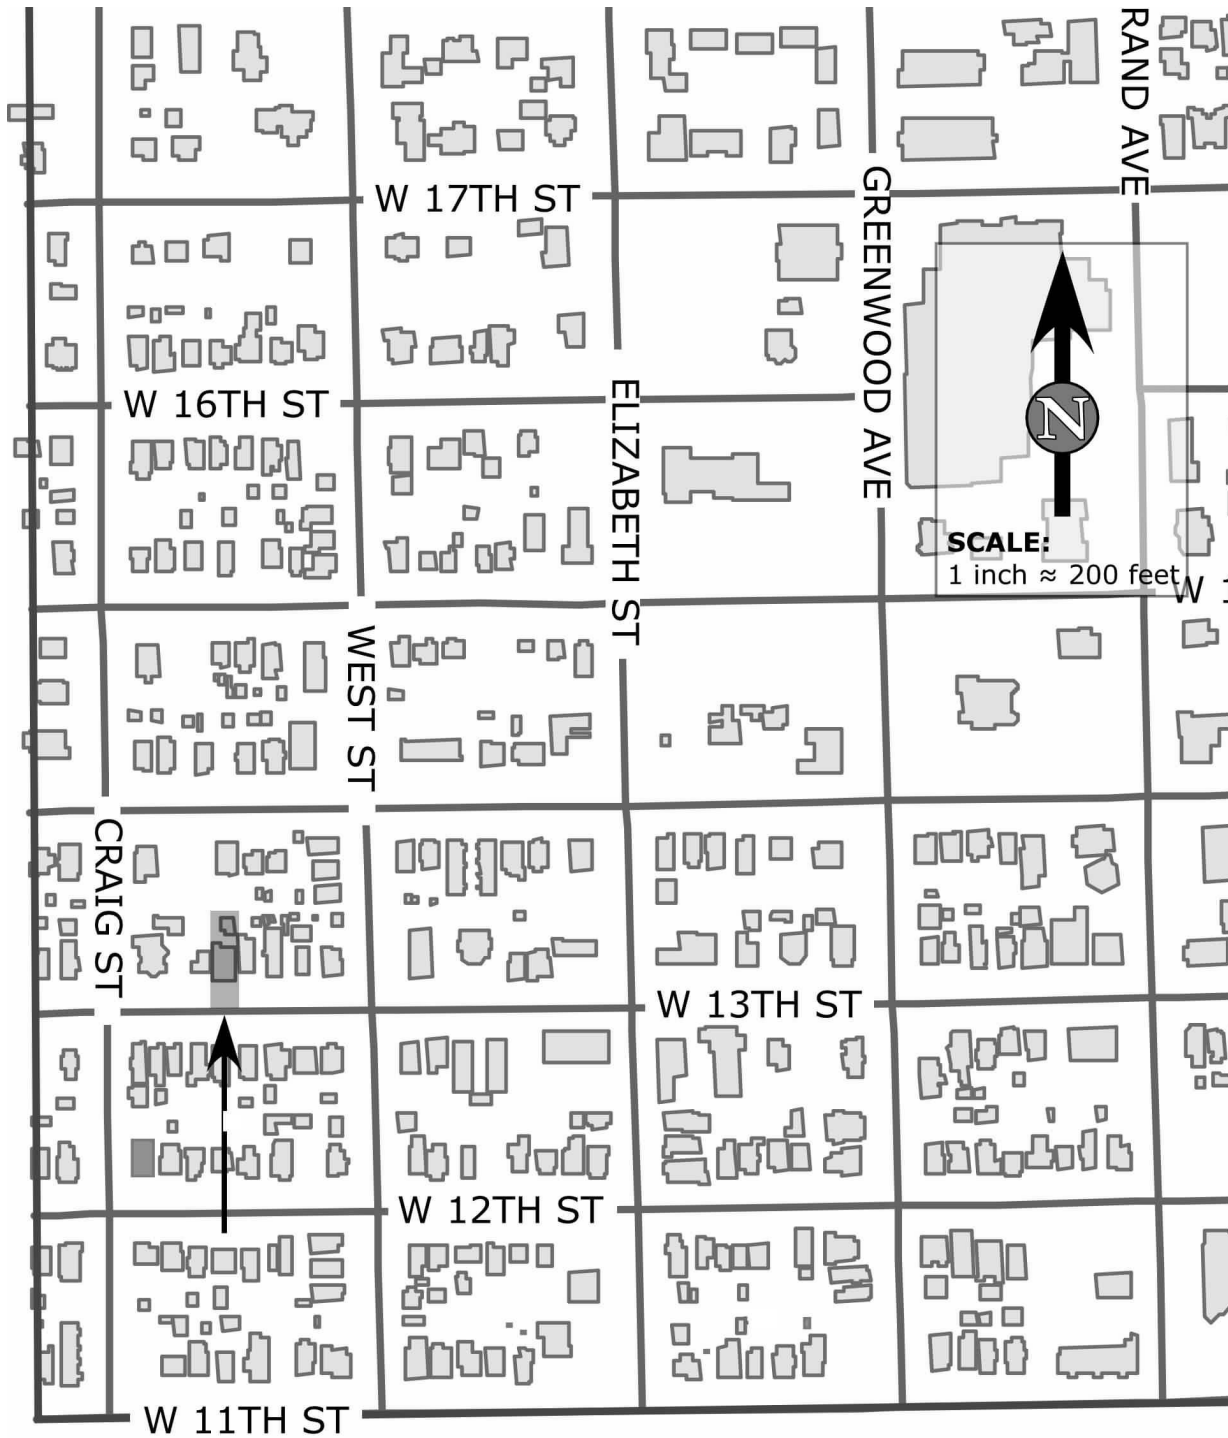 RAND AVE
W 17TH ST
GREENWOOD AVE
W 16TH ST
ELIZABETH ST
N
SCALE:
1 inch ≈ 200 feet
W 1
WEST ST
CRAIG ST
W 13TH ST
W 12TH ST
W 11TH ST